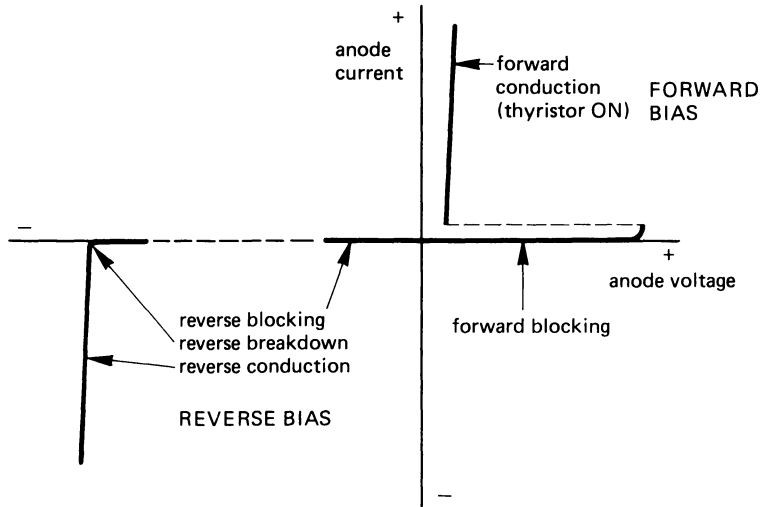 +
anode
current
forward
conduction
(thyristor ON)
FORWARD
BIAS
−
+
anode voltage
reverse blocking
reverse breakdown
reverse conduction
forward blocking
REVERSE BIAS
−